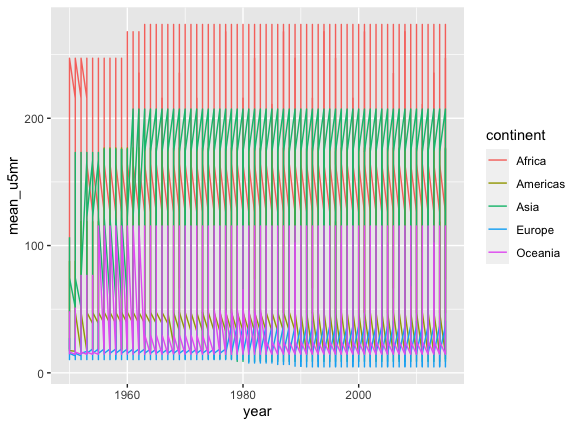 mean_u5mr
200
100
0
1960
1980
2000
year
continent
Africa
Americas
Asia
Europe
Oceania